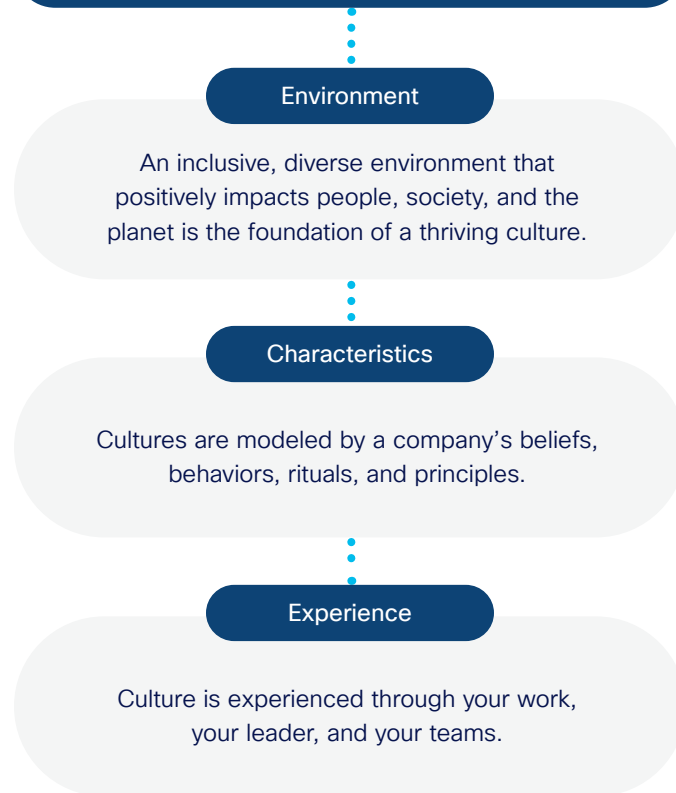 Environment
An inclusive, diverse environment that
positively impacts people, society, and the
planet is the foundation of a thriving culture.
Characteristics
Cultures are modeled by a company’s beliefs,
behaviors, rituals, and principles.
Experience
Culture is experienced through your work,
your leader, and your teams.